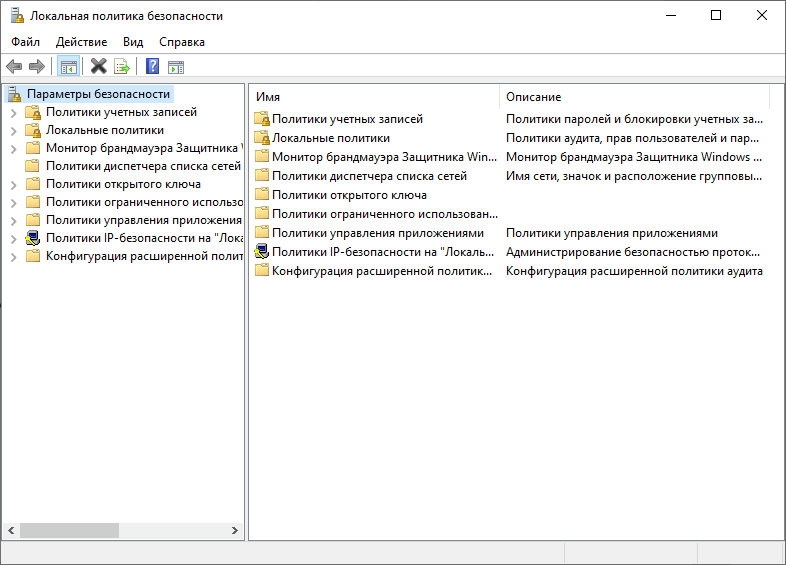 Локальная политика безопасности
Файл Действие Вид Справка
Параметры безопасности
Политики учетных записей
Локальные политики
Монитор брандмауэра Защитника
Политики диспетчера списка сетей
Политики открытого ключа
Политики ограниченного использо
Политики управления приложения
Политики IP-безопасности на "Лока
Конфигурация расширенной полит
Имя Описание
Политики учетных записей Политики паролей и блокировки учетных за...
Локальные политики Политики аудита, прав пользователей и пар...
Монитор брандмауэра Защитника Win... Монитор брандмауэра Защитника Windows ...
Политики диспетчера списка сетей Имя сети, значок и расположение групповы...
Политики открытого ключа
Политики ограниченного использован...
Политики управления приложениями Политики управления приложениями
Политики IP-безопасности на "Локаль... Администрирование безопасностью проток...
Конфигурация расширенной политик... Конфигурация расширенной политики аудита